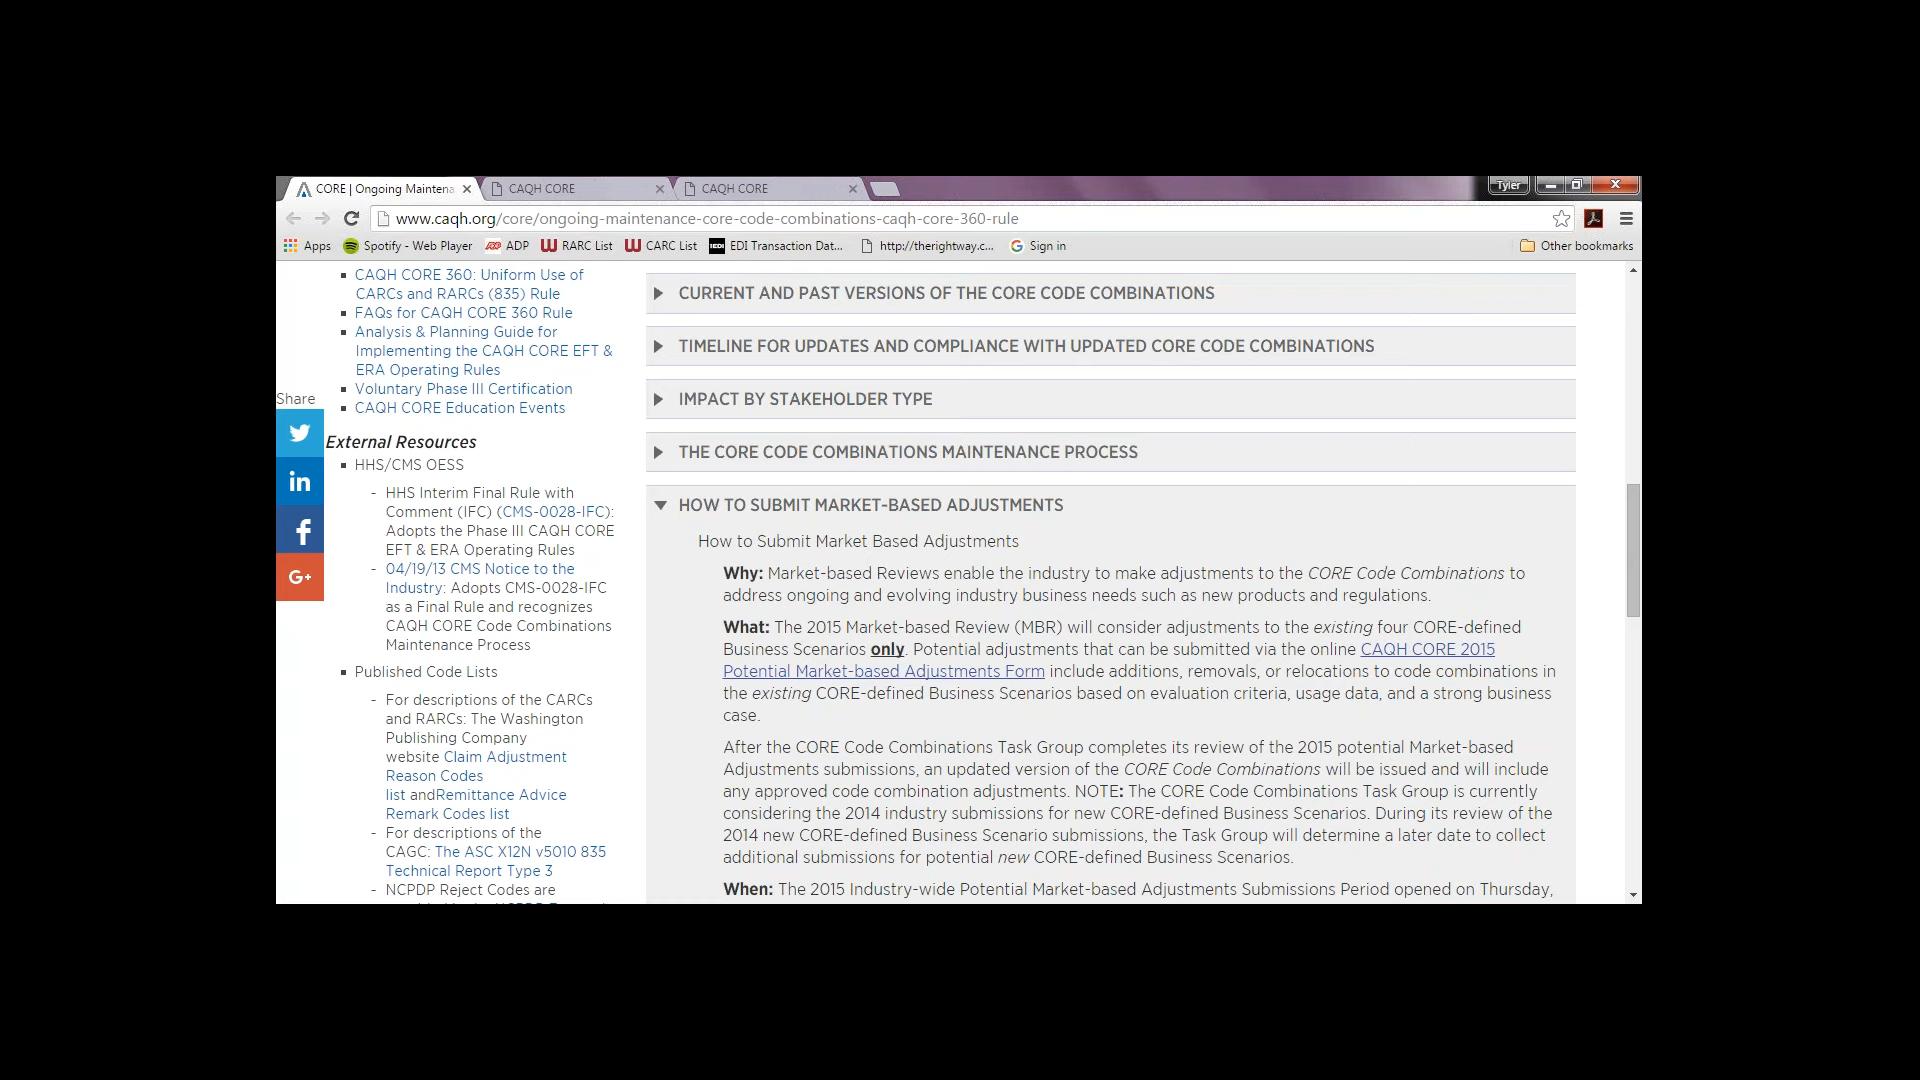 CORE | Ongoing Maintena
CAQH CORE
CAQH CORE
Tyler
www.caqh.org/core/ongoing-maintenance-core-code-combinations-caqh-core-360-rule
Apps
Spotify - Web Player
ADP
RARC List
CARC List
EDI Transaction Dat...
http://therightway.c...
Sign in
Other bookmarks
CAQH CORE 360: Uniform Use of
CARCs and RARCs (835) Rule
FAQs for CAQH CORE 360 Rule
Analysis & Planning Guide for
Implementing the CAQH CORE EFT &
ERA Operating Rules
Voluntary Phase III Certification
CAQH CORE Education Events
Share
in
f
G+
External Resources
HHS/CMS OESS
- HHS Interim Final Rule with
Comment (IFC) (CMS-0028-IFC):
Adopts the Phase III CAQH CORE
EFT & ERA Operating Rules
- 04/19/13 CMS Notice to the
Industry: Adopts CMS-0028-IFC
as a Final Rule and recognizes
CAQH CORE Code Combinations
Maintenance Process
Published Code Lists
- For descriptions of the CARCs
and RARCs: The Washington
Publishing Company
website Claim Adjustment
Reason Codes
list andRemittance Advice
Remark Codes list
- For descriptions of the
CAGC: The ASC X12N v5010 835
Technical Report Type 3
- NCPDP Reject Codes are
CURRENT AND PAST VERSIONS OF THE CORE CODE COMBINATIONS
TIMELINE FOR UPDATES AND COMPLIANCE WITH UPDATED CORE CODE COMBINATIONS
IMPACT BY STAKEHOLDER TYPE
THE CORE CODE COMBINATIONS MAINTENANCE PROCESS
HOW TO SUBMIT MARKET-BASED ADJUSTMENTS
How to Submit Market Based Adjustments
Why: Market-based Reviews enable the industry to make adjustments to the CORE Code Combinations to
address ongoing and evolving industry business needs such as new products and regulations.
What: The 2015 Market-based Review (MBR) will consider adjustments to the existing four CORE-defined
Business Scenarios only. Potential adjustments that can be submitted via the online CAQH CORE 2015
Potential Market-based Adjustments Form include additions, removals, or relocations to code combinations in
the existing CORE-defined Business Scenarios based on evaluation criteria, usage data, and a strong business
case.
After the CORE Code Combinations Task Group completes its review of the 2015 potential Market-based
Adjustments submissions, an updated version of the CORE Code Combinations will be issued and will include
any approved code combination adjustments. NOTE: The CORE Code Combinations Task Group is currently
considering the 2014 industry submissions for new CORE-defined Business Scenarios. During its review of the
2014 new CORE-defined Business Scenario submissions, the Task Group will determine a later date to collect
additional submissions for potential new CORE-defined Business Scenarios.
When: The 2015 Industry-wide Potential Market-based Adjustments Submissions Period opened on Thursday,